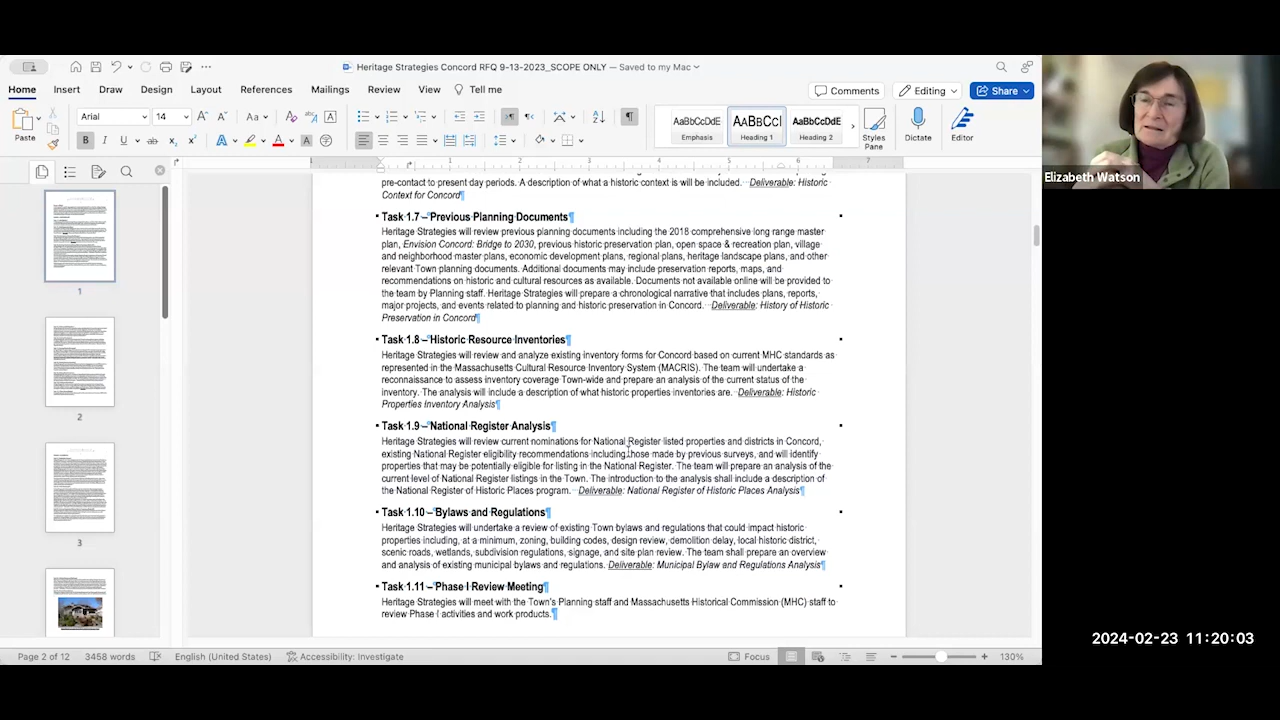 Heritage Strategies Concord RFQ 9-13-2023_SCOPE ONLY — Saved to my Mac
Home Insert Draw Design Layout References Mailings Review View Tell me
Comments Editing Share
Paste
Arial 14
AaBbCcDdE AaBbCcI AaBbCcDdE
Emphasis Heading 1 Heading 2
Styles Pane
Dictate
Editor
1 2 3 4 5 6 7
pre-contact to present day periods. A description of what a historic context is will be included. Deliverable: Historic
Context for Concord¶
Task 1.7 – Previous Planning Documents¶
Heritage Strategies will review previous planning documents including the 2018 comprehensive long range master
plan, Envision Concord: Bridge to 2030, previous historic preservation plan, open space & recreation plan, village
and neighborhood master plans, economic development plans, regional plans, heritage landscape plans, and other
relevant Town planning documents. Additional documents may include preservation reports, maps, and
recommendations on historic and cultural resources as available. Documents not available online will be provided to
the team by Planning staff. Heritage Strategies will prepare a chronological narrative that includes plans, reports,
major projects, and events related to planning and historic preservation in Concord. Deliverable: History of Historic
Preservation in Concord¶
Task 1.8 – Historic Resource Inventories¶
Heritage Strategies will review and analyze existing inventory forms for Concord based on current MHC standards as
represented in the Massachusetts Cultural Resource Inventory System (MACRIS). The team will undertake a
reconnaissance to assess inventory coverage Town-wide and prepare an analysis of the current status of the
inventory. The analysis will include a description of what historic properties inventories are. Deliverable: Historic
Properties Inventory Analysis¶
Task 1.9 – National Register Analysis¶
Heritage Strategies will review current nominations for National Register listed properties and districts in Concord,
existing National Register eligibility recommendations including those made by previous surveys, and will identify
properties that may be potentially eligible for listing in the National Register. The team will prepare an analysis of the
current level of National Register listings in the Town. The introduction to the analysis shall include a description of
the National Register of Historic Places program. Deliverable: National Register of Historic Places Analysis¶
Task 1.10 – Bylaws and Regulations¶
Heritage Strategies will undertake a review of existing Town bylaws and regulations that could impact historic
properties including, at a minimum, zoning, building codes, design review, demolition delay, local historic district,
scenic roads, wetlands, subdivision regulations, signage, and site plan review. The team shall prepare an overview
and analysis of existing municipal bylaws and regulations. Deliverable: Municipal Bylaw and Regulations Analysis¶
Task 1.11 – Phase I Review Meeting¶
Heritage Strategies will meet with the Town's Planning staff and Massachusetts Historical Commission (MHC) staff to
review Phase I activities and work products.¶
1
2
3
Page 2 of 12 3458 words English (United States) Accessibility: Investigate Focus 130%
Elizabeth Watson
2024-02-23 11:20:03